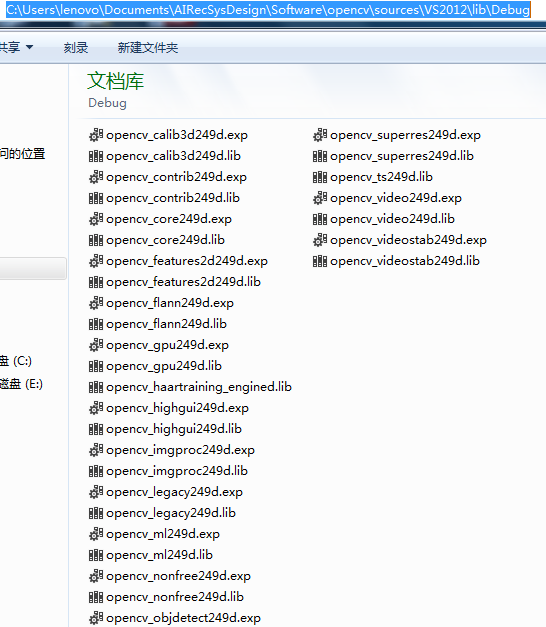 C:\Users\lenovo\Documents\AIRecSysDesign\Software\opencv\sources\VS2012\lib\Debug
共享 刻录 新建文件夹
文档库
Debug
问的位置
盘 (C:)
磁盘 (E:)
opencv_calib3d249d.exp
opencv_calib3d249d.lib
opencv_contrib249d.exp
opencv_contrib249d.lib
opencv_core249d.exp
opencv_core249d.lib
opencv_features2d249d.exp
opencv_features2d249d.lib
opencv_flann249d.exp
opencv_flann249d.lib
opencv_gpu249d.exp
opencv_gpu249d.lib
opencv_haartraining_engined.lib
opencv_highgui249d.exp
opencv_highgui249d.lib
opencv_imgproc249d.exp
opencv_imgproc249d.lib
opencv_legacy249d.exp
opencv_legacy249d.lib
opencv_ml249d.exp
opencv_ml249d.lib
opencv_nonfree249d.exp
opencv_nonfree249d.lib
opencv_objdetect249d.exp
opencv_superres249d.exp
opencv_superres249d.lib
opencv_ts249d.lib
opencv_video249d.exp
opencv_video249d.lib
opencv_videostab249d.exp
opencv_videostab249d.lib